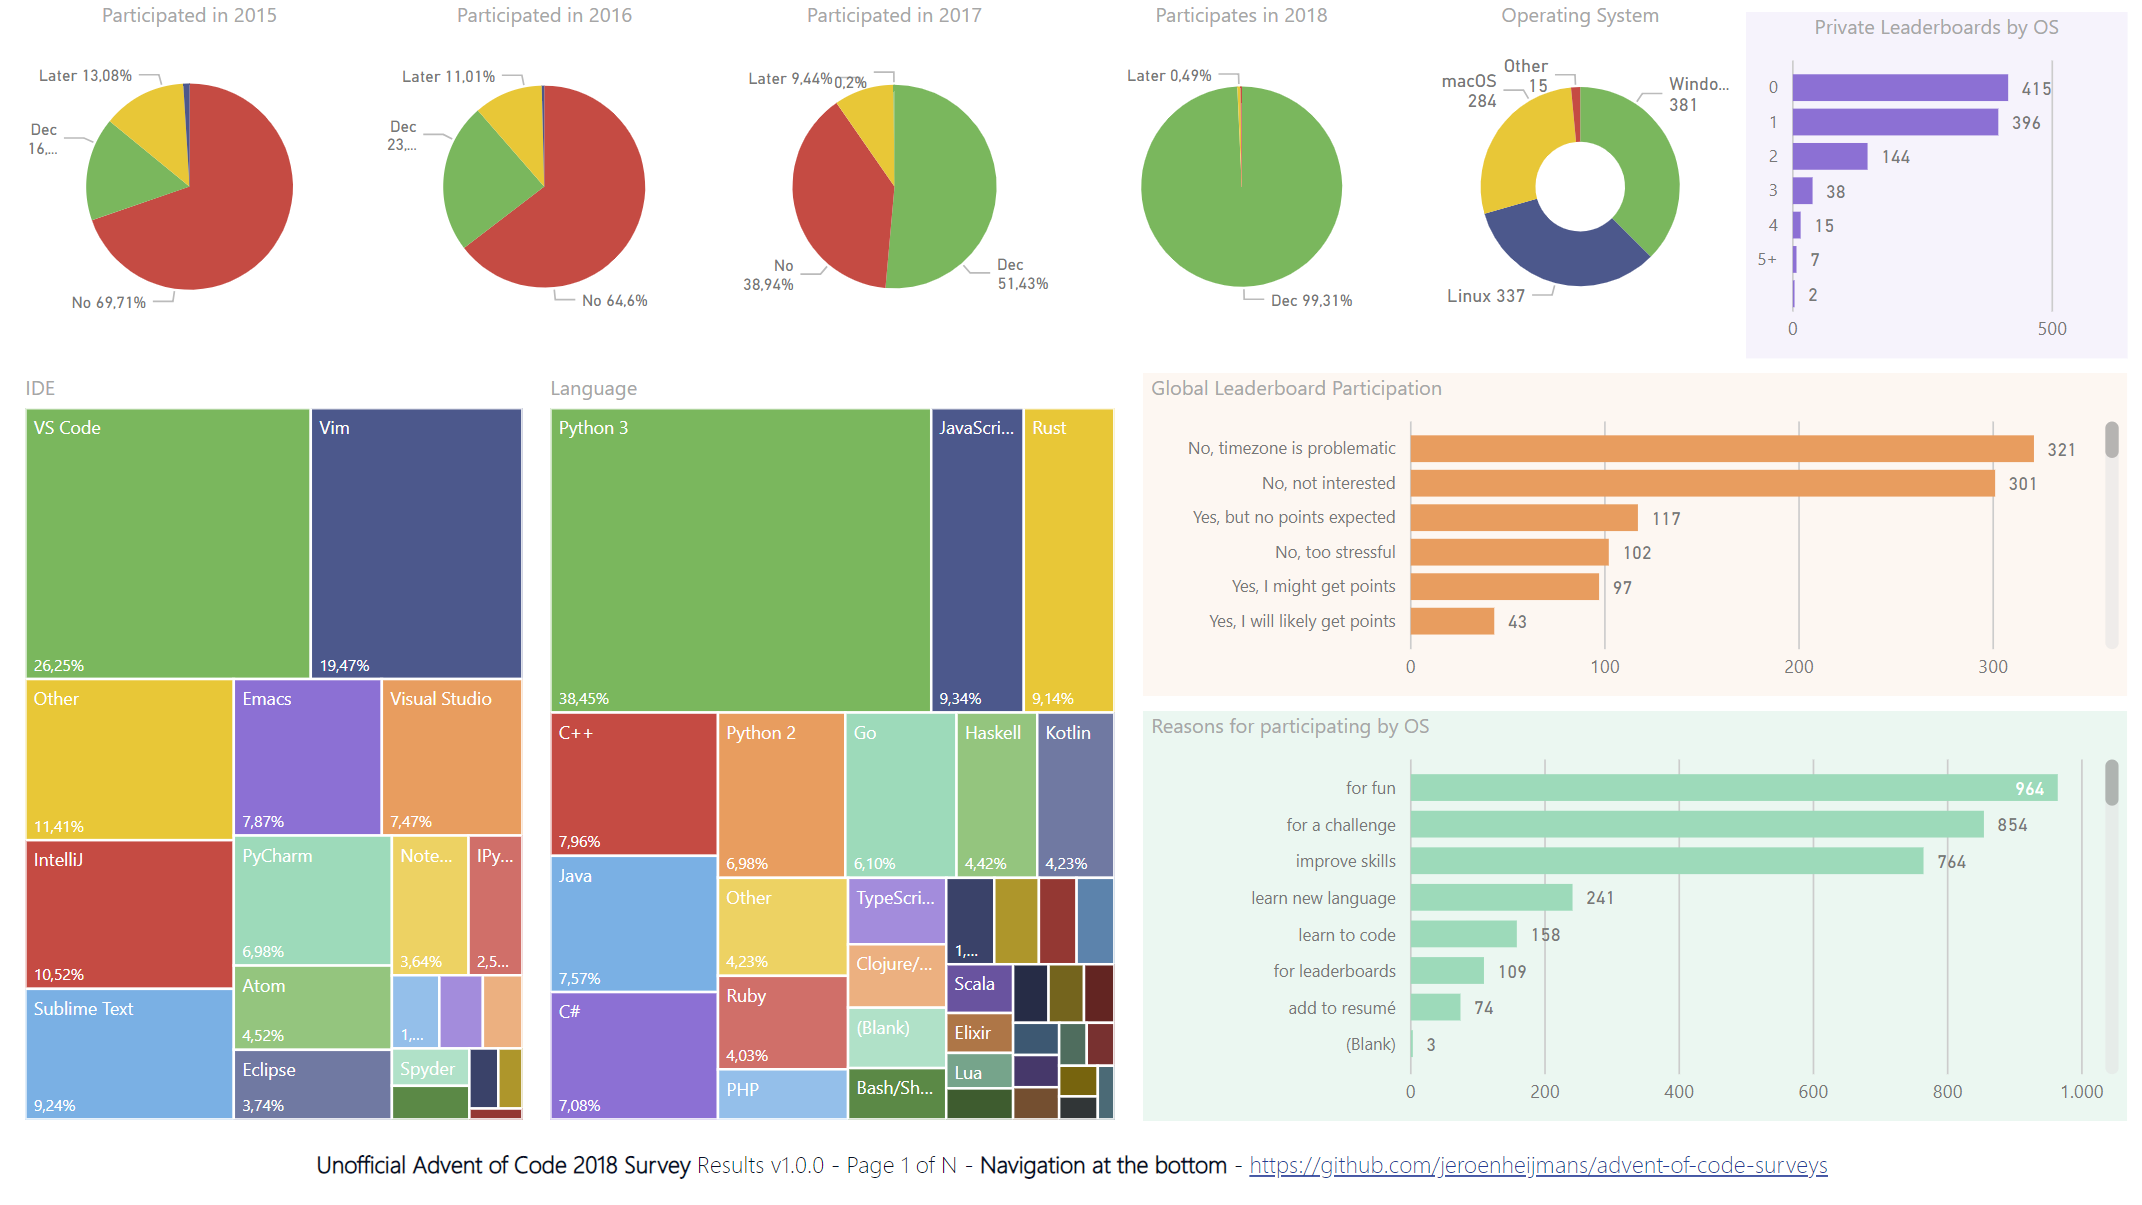 Participated in 2015
Later 13,08%
Dec
16,...
No 69,71%
Participated in 2016
Later 11,01%
Dec
23,...
No 64,6%
Participated in 2017
Later 9,44%
0,2%
No
38,94%
Dec
51,43%
Participates in 2018
Later 0,49%
Dec 99,31%
Operating System
Other
15
macOS
284
Windo...
381
Linux 337
Private Leaderboards by OS
0 415
1 396
2 144
3 38
4 15
5+ 7
2
0 500
IDE
VS Code
26,25%
Vim
19,47%
Other
11,41%
Emacs
7,87%
Visual Studio
7,47%
IntelliJ
10,52%
PyCharm
6,98%
Note...
3,64%
IPy...
2,5...
Sublime Text
9,24%
Atom
4,52%
1,...
Eclipse
3,74%
Spyder
Language
Python 3
38,45%
JavaScri...
9,34%
Rust
9,14%
C++
7,96%
Python 2
6,98%
Go
6,10%
Haskell
4,42%
Kotlin
4,23%
Java
7,57%
Other
4,23%
TypeScri...
1,...
Clojure/...
C#
7,08%
Ruby
4,03%
(Blank)
Scala
Elixir
Lua
PHP
Bash/Sh...
Global Leaderboard Participation
No, timezone is problematic 321
No, not interested 301
Yes, but no points expected 117
No, too stressful 102
Yes, I might get points 97
Yes, I will likely get points 43
0 100 200 300
Reasons for participating by OS
for fun 964
for a challenge 854
improve skills 764
learn new language 241
learn to code 158
for leaderboards 109
add to resumé 74
(Blank) 3
0 200 400 600 800 1.000
Unofficial Advent of Code 2018 Survey Results v1.0.0 - Page 1 of N - Navigation at the bottom - https://github.com/jeroenheijmans/advent-of-code-surveys